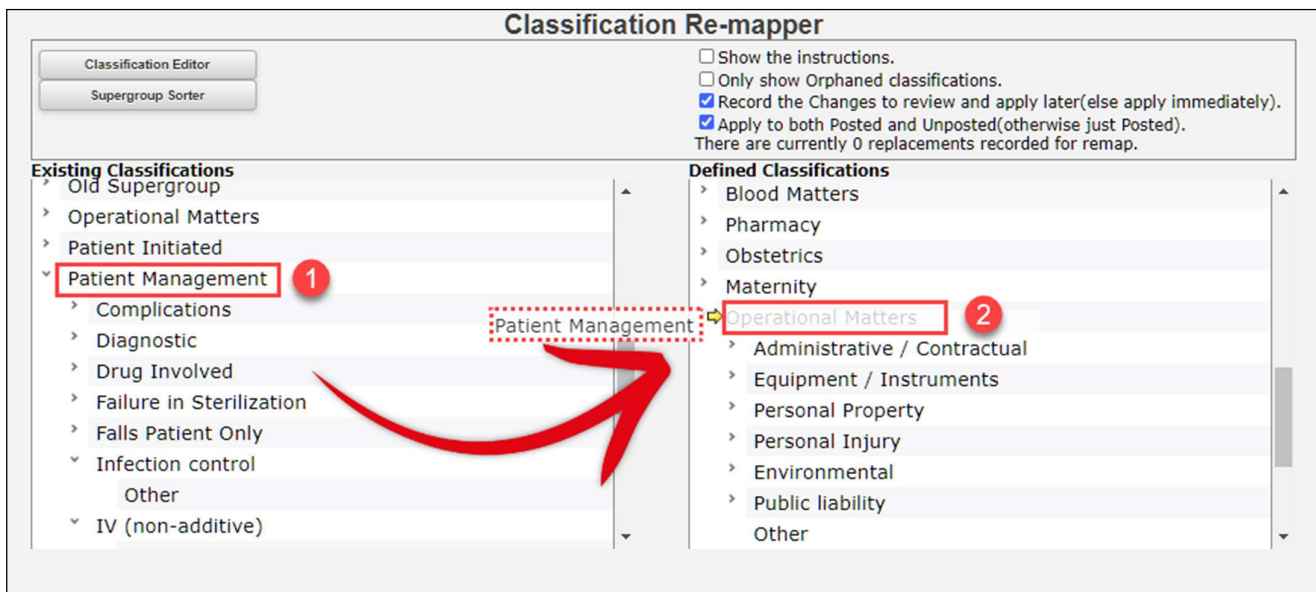 Classification Re-mapper
Classification Editor
Supergroup Sorter
Show the instructions.
Only show Orphaned classifications.
Record the Changes to review and apply later(else apply immediately).
Apply to both Posted and Unposted(otherwise just Posted).
There are currently 0 replacements recorded for remap.
Existing Classifications
Old Supergroup
Operational Matters
Patient Initiated
Patient Management
1
Complications
Diagnostic
Drug Involved
Failure in Sterilization
Falls Patient Only
Infection control
Other
IV (non-additive)
Patient Management
Defined Classifications
Blood Matters
Pharmacy
Obstetrics
Maternity
Operational Matters
2
Administrative / Contractual
Equipment / Instruments
Personal Property
Personal Injury
Environmental
Public liability
Other